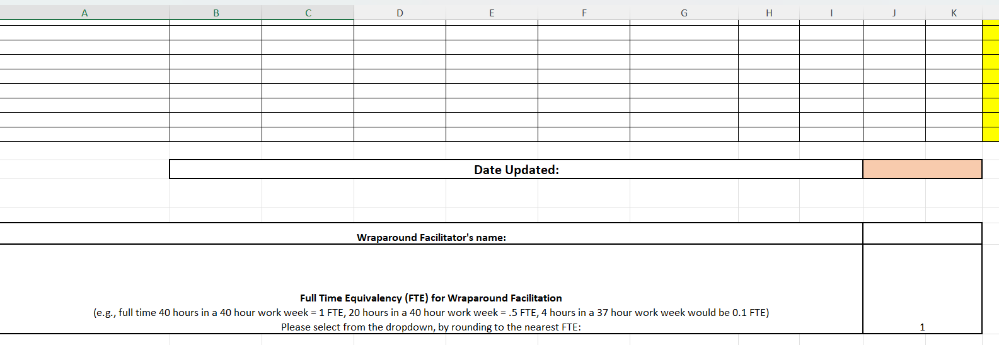 A B C D E F G H I J K
Date Updated:
Wraparound Facilitator's name:
Full Time Equivalency (FTE) for Wraparound Facilitation
(e.g., full time 40 hours in a 40 hour work week = 1 FTE, 20 hours in a 40 hour work week = .5 FTE, 4 hours in a 37 hour work week would be 0.1 FTE)
Please select from the dropdown, by rounding to the nearest FTE: 1